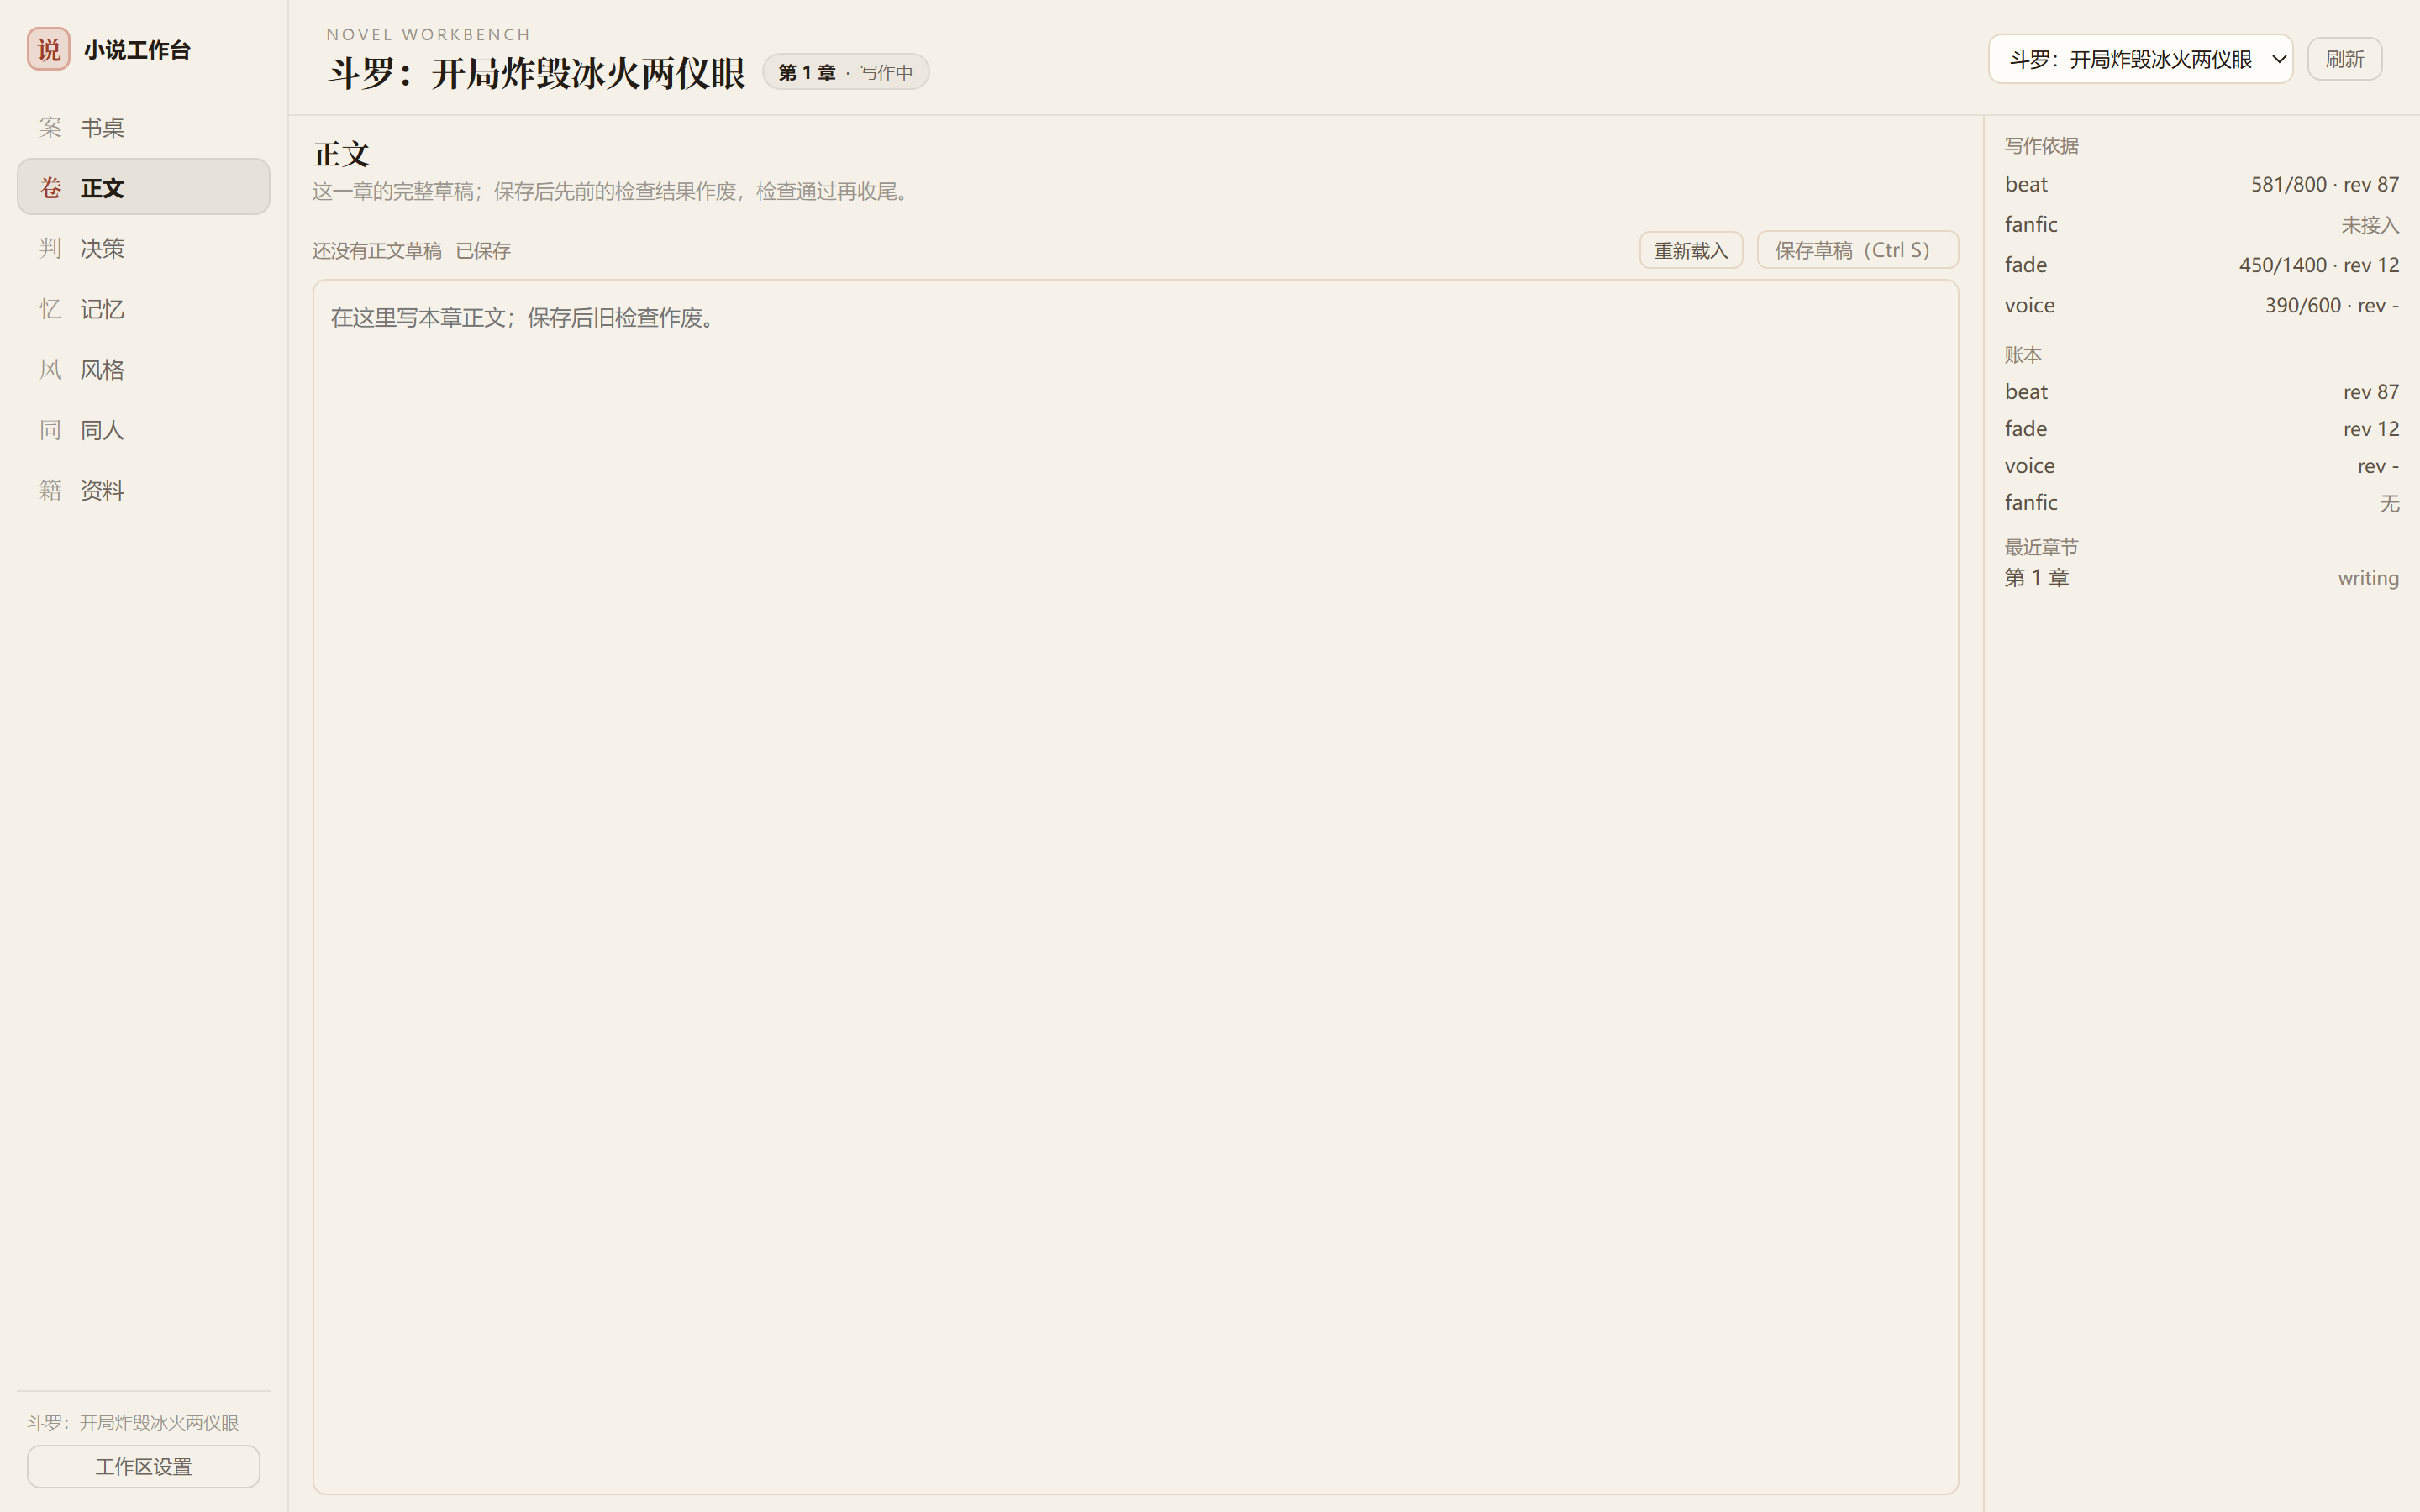 说 小说工作台
案 书桌
卷 正文
判 决策
忆 记忆
风 风格
同 同人
籍 资料
斗罗：开局炸毁冰火两仪眼
工作区设置
NOVEL WORKBENCH
斗罗：开局炸毁冰火两仪眼 第 1 章 · 写作中
斗罗：开局炸毁冰火两仪眼 刷新
正文
这一章的完整草稿；保存后先前的检查结果作废，检查通过再收尾。
还没有正文草稿 已保存 重新载入 保存草稿（Ctrl S）
在这里写本章正文；保存后旧检查作废。
写作依据
beat 581/800 · rev 87
fanfic 未接入
fade 450/1400 · rev 12
voice 390/600 · rev -
账本
beat rev 87
fade rev 12
voice rev -
fanfic 无
最近章节
第 1 章 writing